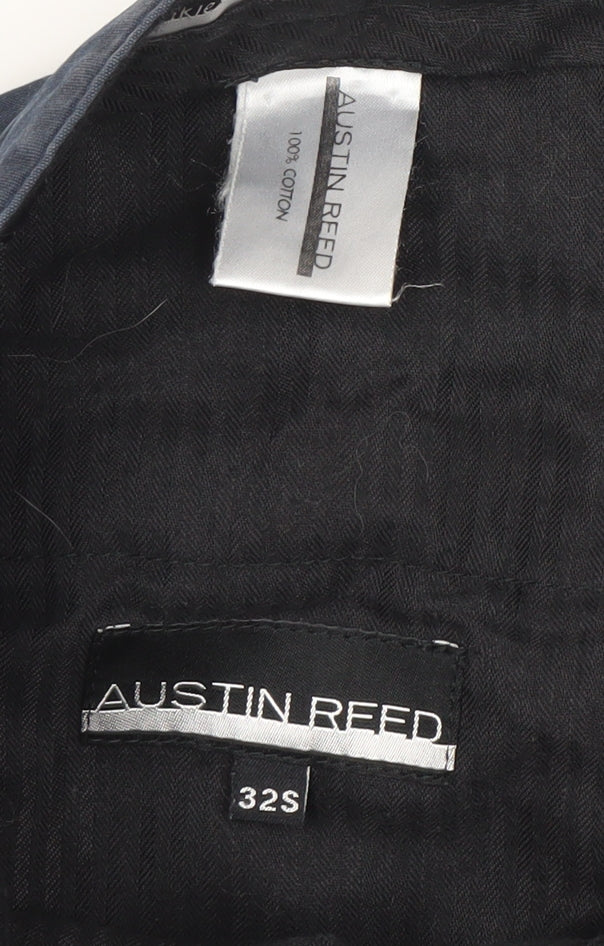 AUSTIN REED
100% COTTON
AUSTIN REED
32S